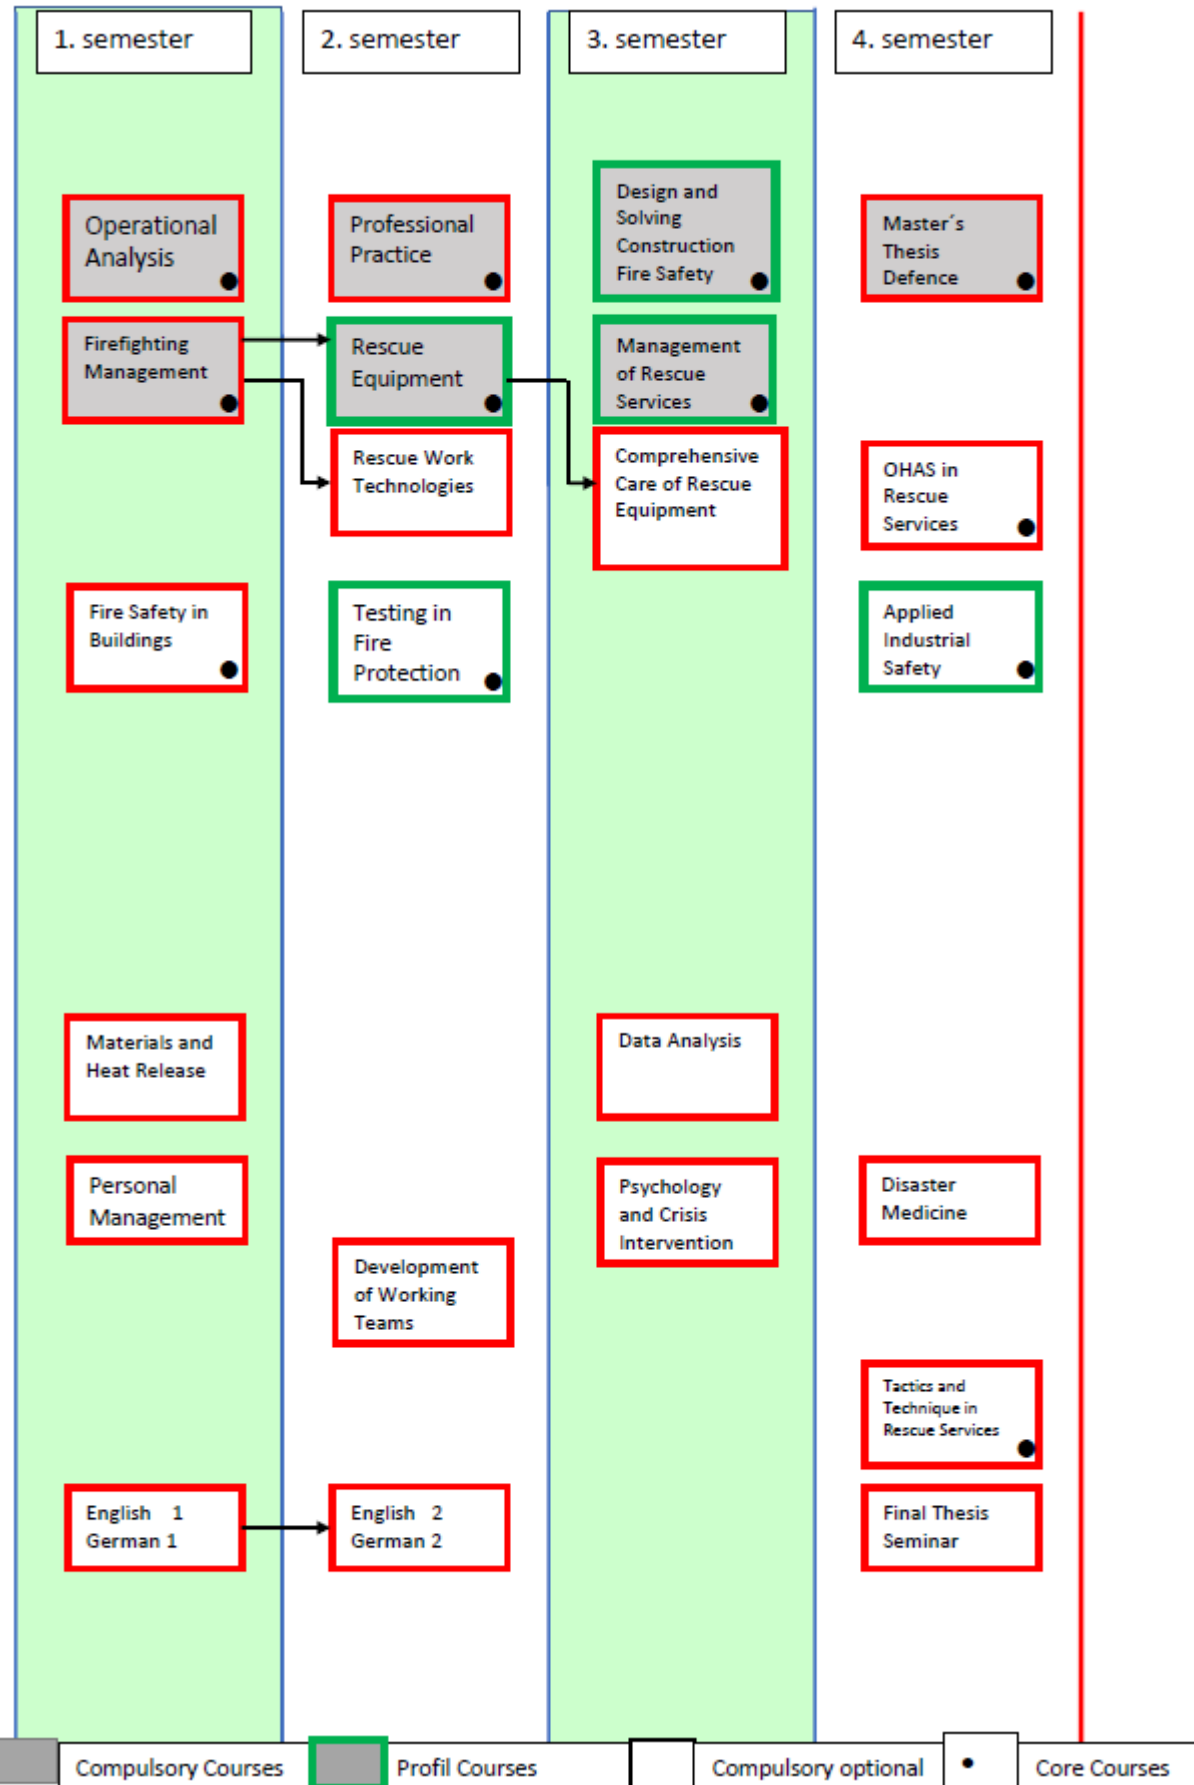 1. semester
2. semester
3. semester
4. semester
Operational
Analysis
Professional
Practice
Design and
Solving
Construction
Fire Safety
Master´s
Thesis
Defence
Firefighting
Management
Rescue
Equipment
Management
of Rescue
Services
Rescue Work
Technologies
Comprehensive
Care of Rescue
Equipment
OHAS in
Rescue
Services
Fire Safety in
Buildings
Testing in
Fire
Protection
Applied
Industrial
Safety
Materials and
Heat Release
Data Analysis
Personal
Management
Psychology
and Crisis
Intervention
Disaster
Medicine
Development
of Working
Teams
Tactics and
Technique in
Rescue Services
English 1
German 1
English 2
German 2
Final Thesis
Seminar
Compulsory Courses
Profil Courses
Compulsory optional
Core Courses